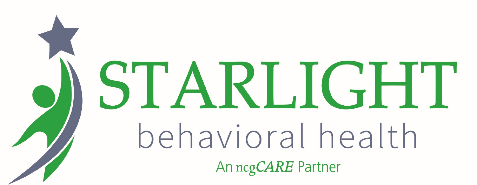 STARLIGHT
behavioral health
An ncgCARE Partner